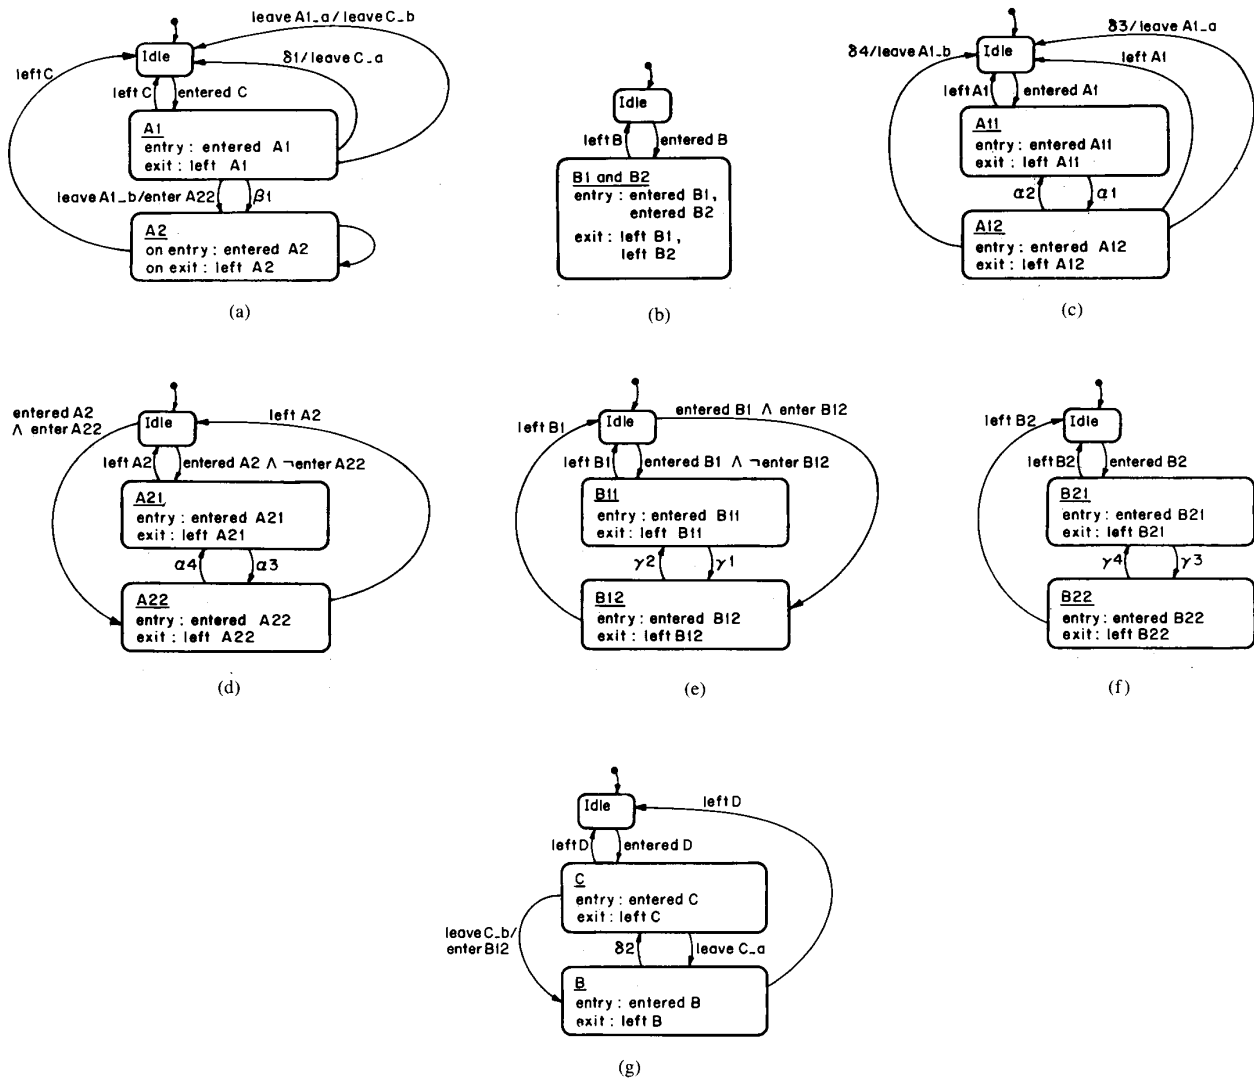 leave A1_a/leave C_b
Idle
δ1/leave C_a
left C
left C
entered C
A1
entry: entered A1
exit: left A1
leave A1_b/enter A22
β1
A2
on entry: entered A2
on exit: left A2
(a)
Idle
left B
entered B
B1 and B2
entry: entered B1,
entered B2
exit: left B1,
left B2
(b)
δ3/leave A1_a
δ4/leave A1_b
Idle
left A1
left A1
entered A1
A11
entry: entered A11
exit: left A11
α2
α1
A12
entry: entered A12
exit: left A12
(c)
entered A2
∧ enter A22
Idle
left A2
left A2
entered A2 ∧ ¬enter A22
A21
entry: entered A21
exit: left A21
α4
α3
A22
entry: entered A22
exit: left A22
(d)
left B1
Idle
entered B1 ∧ enter B12
left B1
entered B1 ∧ ¬enter B12
B11
entry: entered B11
exit: left B11
γ2
γ1
B12
entry: entered B12
exit: left B12
(e)
left B2
Idle
left B2
entered B2
B21
entry: entered B21
exit: left B21
γ4
γ3
B22
entry: entered B22
exit: left B22
(f)
Idle
left D
left D
entered D
C
entry: entered C
exit: left C
leave C_b/
enter B12
δ2
leave C_a
B
entry: entered B
exit: left B
(g)